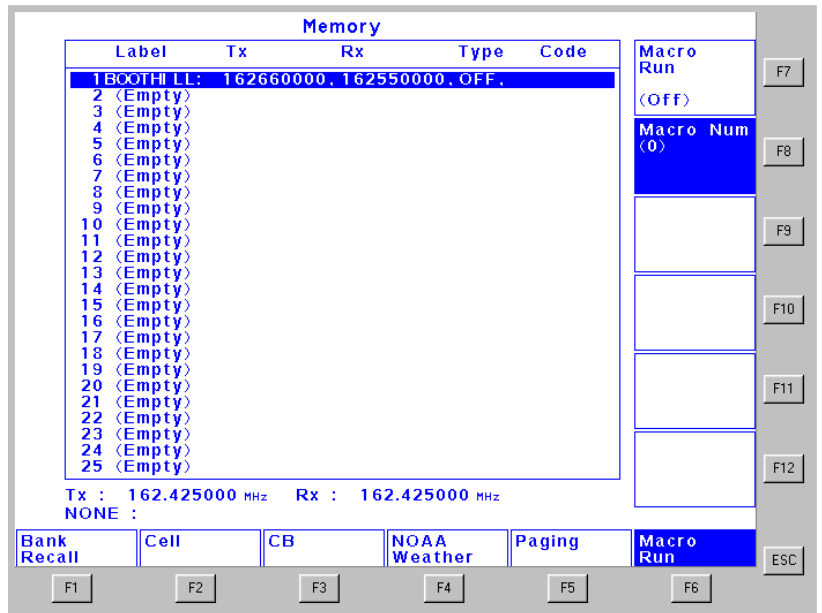 Memory
Label Tx Rx Type Code
1 BOOTHILL: 162660000, 162550000, OFF,
2 (Empty)
3 (Empty)
4 (Empty)
5 (Empty)
6 (Empty)
7 (Empty)
8 (Empty)
9 (Empty)
10 (Empty)
11 (Empty)
12 (Empty)
13 (Empty)
14 (Empty)
15 (Empty)
16 (Empty)
17 (Empty)
18 (Empty)
19 (Empty)
20 (Empty)
21 (Empty)
22 (Empty)
23 (Empty)
24 (Empty)
25 (Empty)
Tx : 162.425000 MHz Rx : 162.425000 MHz
NONE :
Macro
Run
(Off)
F7
Macro Num
(0)
F8
F9
F10
F11
F12
Bank
Recall
Cell
CB
NOAA
Weather
Paging
Macro
Run
ESC
F1
F2
F3
F4
F5
F6